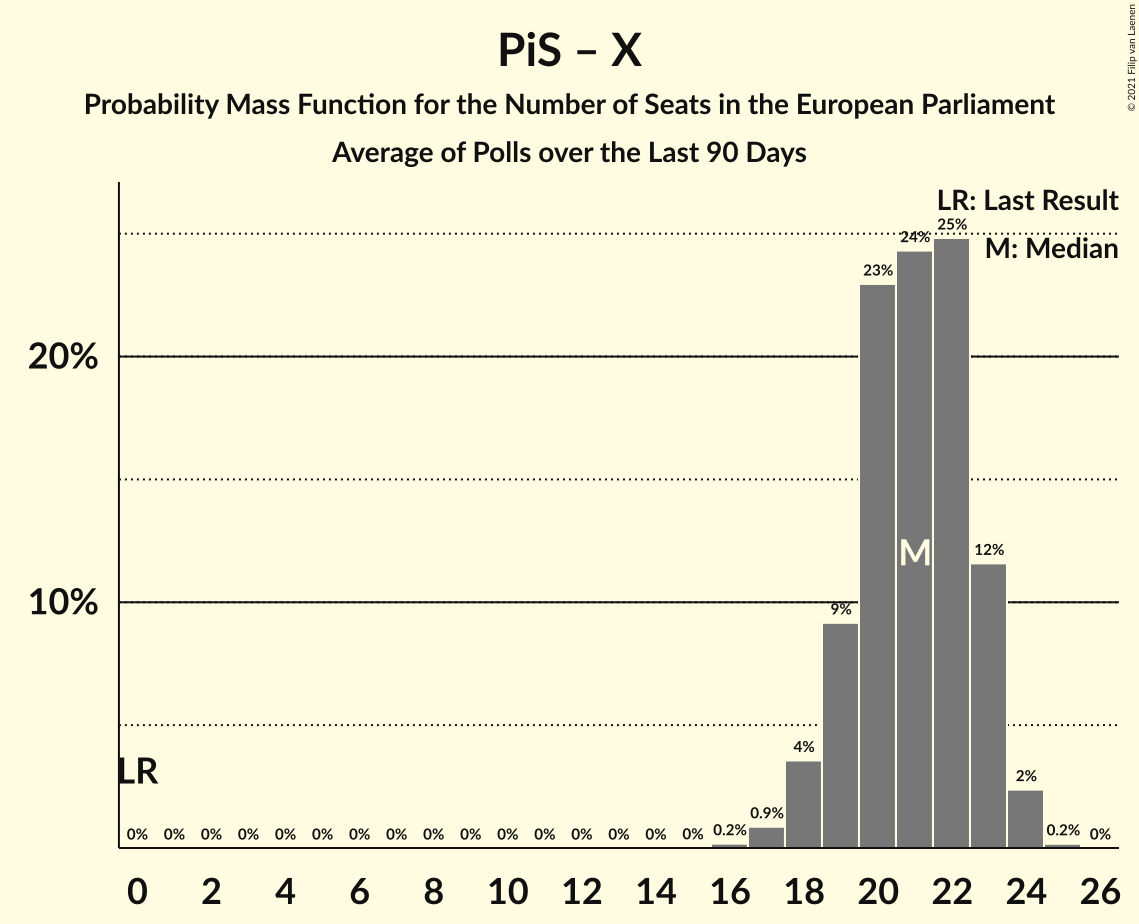 PiS – X
Probability Mass Function for the Number of Seats in the European Parliament
Average of Polls over the Last 90 Days
© 2021 Filip van Laenen
LR: Last Result
M: Median
25%
24%
23%
20%
M
12%
10%
9%
4%
LR
2%
0% 0% 0% 0% 0% 0% 0% 0% 0% 0% 0% 0% 0% 0% 0% 0% 0.2% 0.9% 0.2% 0%
0 2 4 6 8 10 12 14 16 18 20 22 24 26